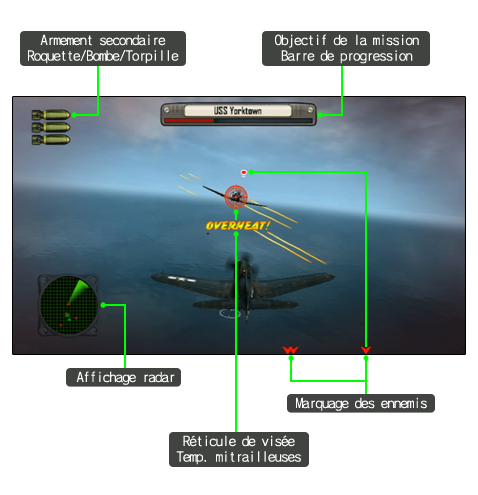 Armement secondaire
Roquette/Bombe/Torpille
Objectif de la mission
Barre de progression
USS Yorktown
OVERHEAT!
Affichage radar
Marquage des ennemis
Réticule de visée
Temp. mitrailleuses